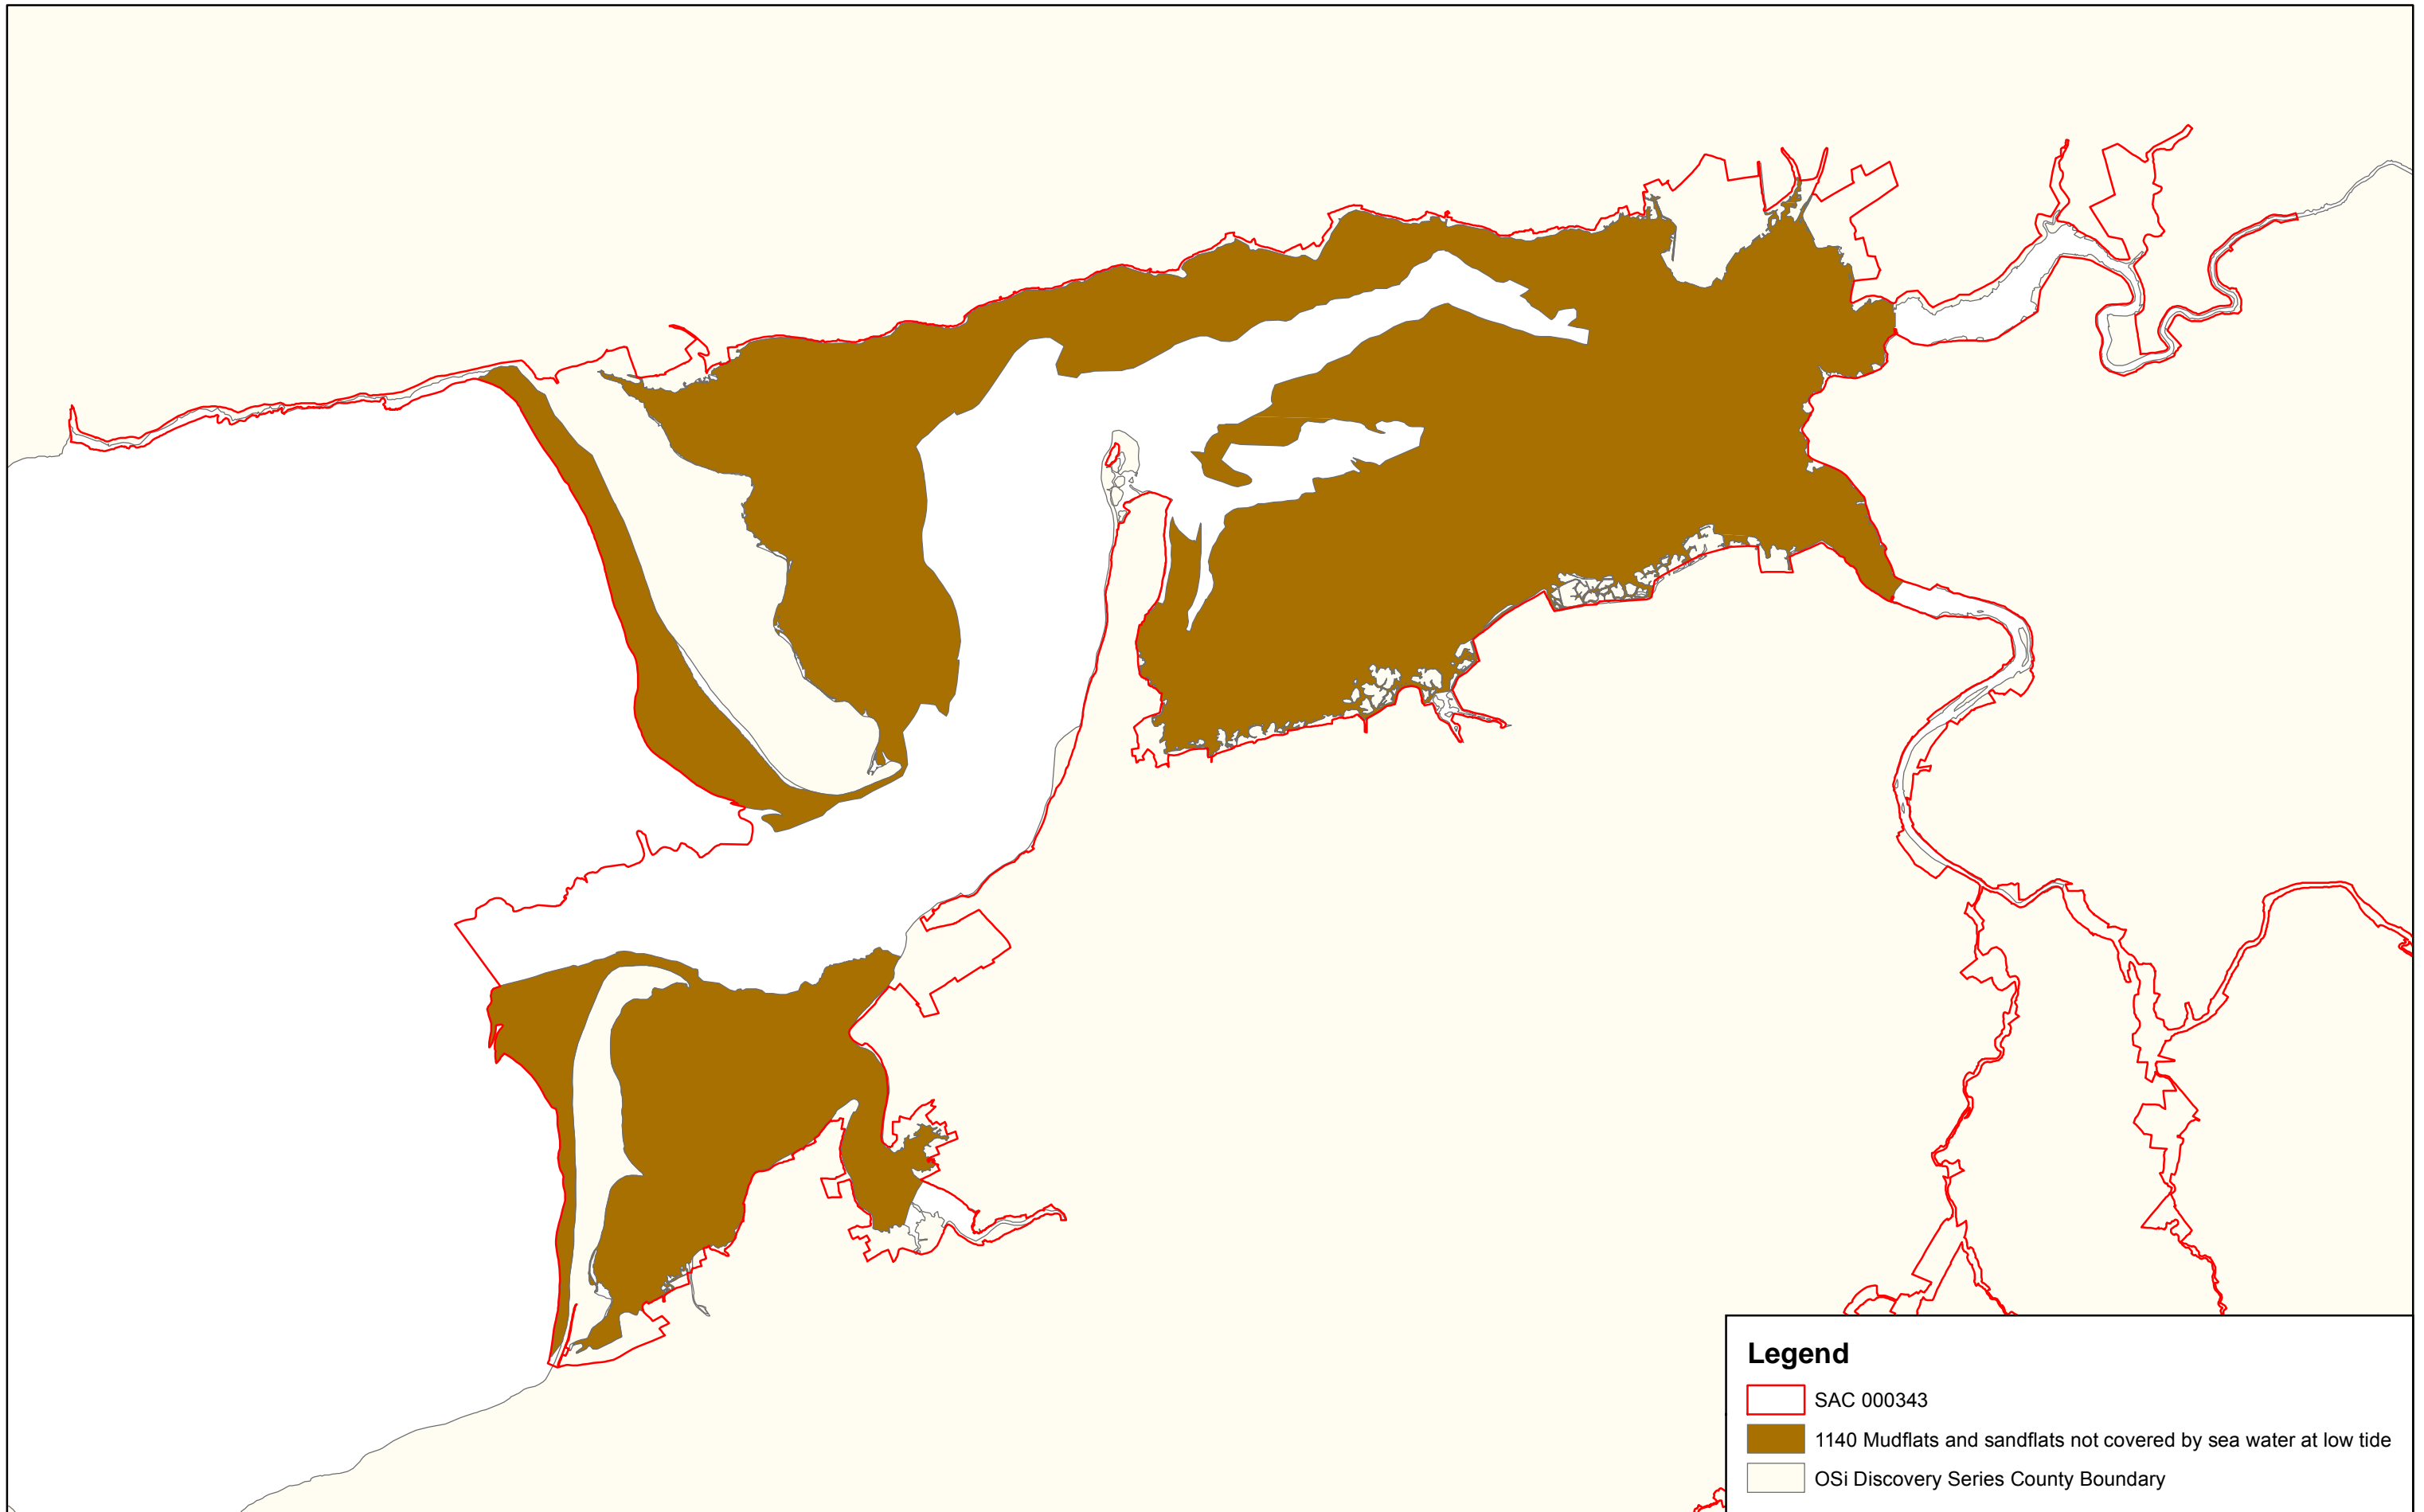 Legend
SAC 000343
1140 Mudflats and sandflats not covered by sea water at low tide
OSi Discovery Series County Boundary